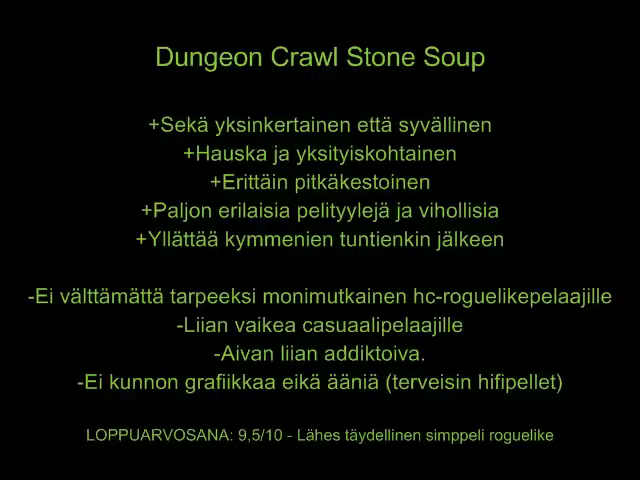 Dungeon Crawl Stone Soup
+Sekä yksinkertainen että syvällinen
+Hauska ja yksityiskohtainen
+Erittäin pitkäkestoinen
+Paljon erilaisia pelityylejä ja vihollisia
+Yllättää kymmenien tuntienkin jälkeen
-Ei välttämättä tarpeeksi monimutkainen hc-roguelikepelaajille
-Liian vaikea casuaalipelaajille
-Aivan liian addiktoiva.
-Ei kunnon grafiikkaa eikä ääniä (terveisin hifipellet)
LOPPUARVOSANA: 9,5/10 - Lähes täydellinen simppeli roguelike